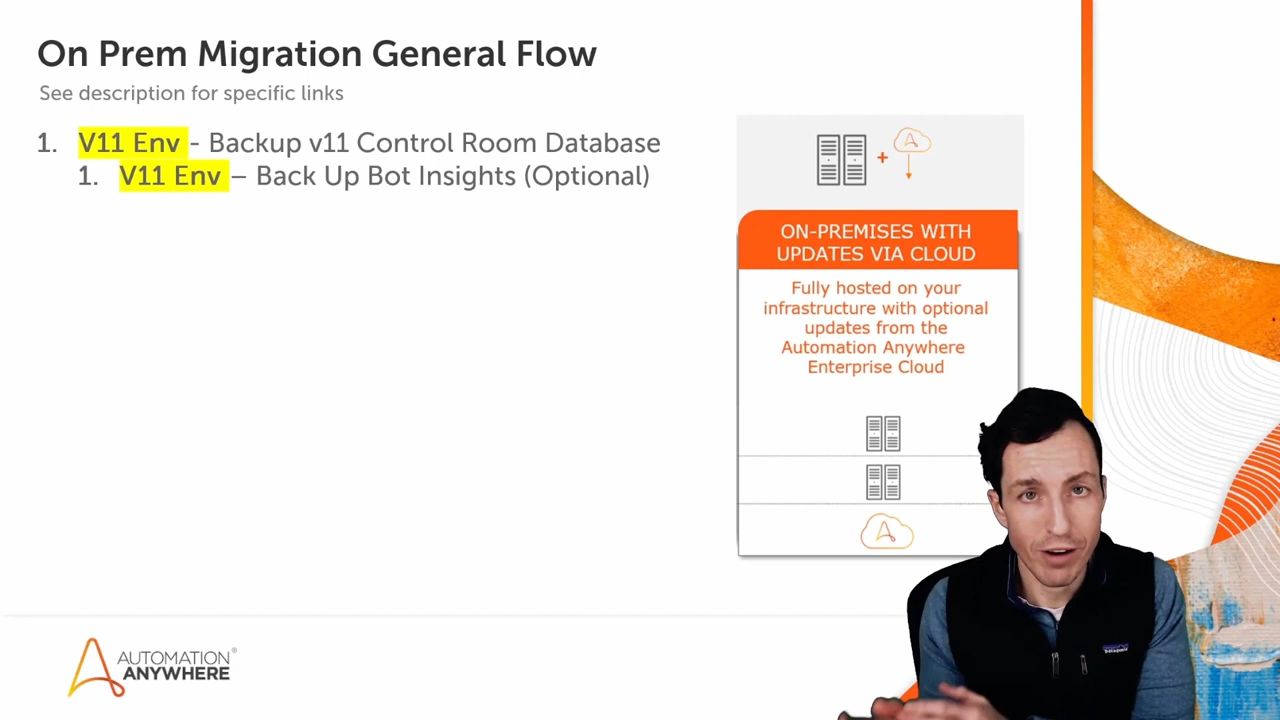 On Prem Migration General Flow
See description for specific links
1. V11 Env - Backup v11 Control Room Database
1. V11 Env – Back Up Bot Insights (Optional)
ON-PREMISES WITH
UPDATES VIA CLOUD
Fully hosted on your
infrastructure with optional
updates from the
Automation Anywhere
Enterprise Cloud
AUTOMATION®
ANYWHERE
patagonia